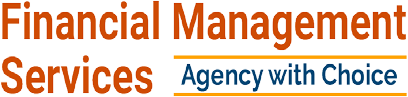 Financial Management
Services
Agency with Choice